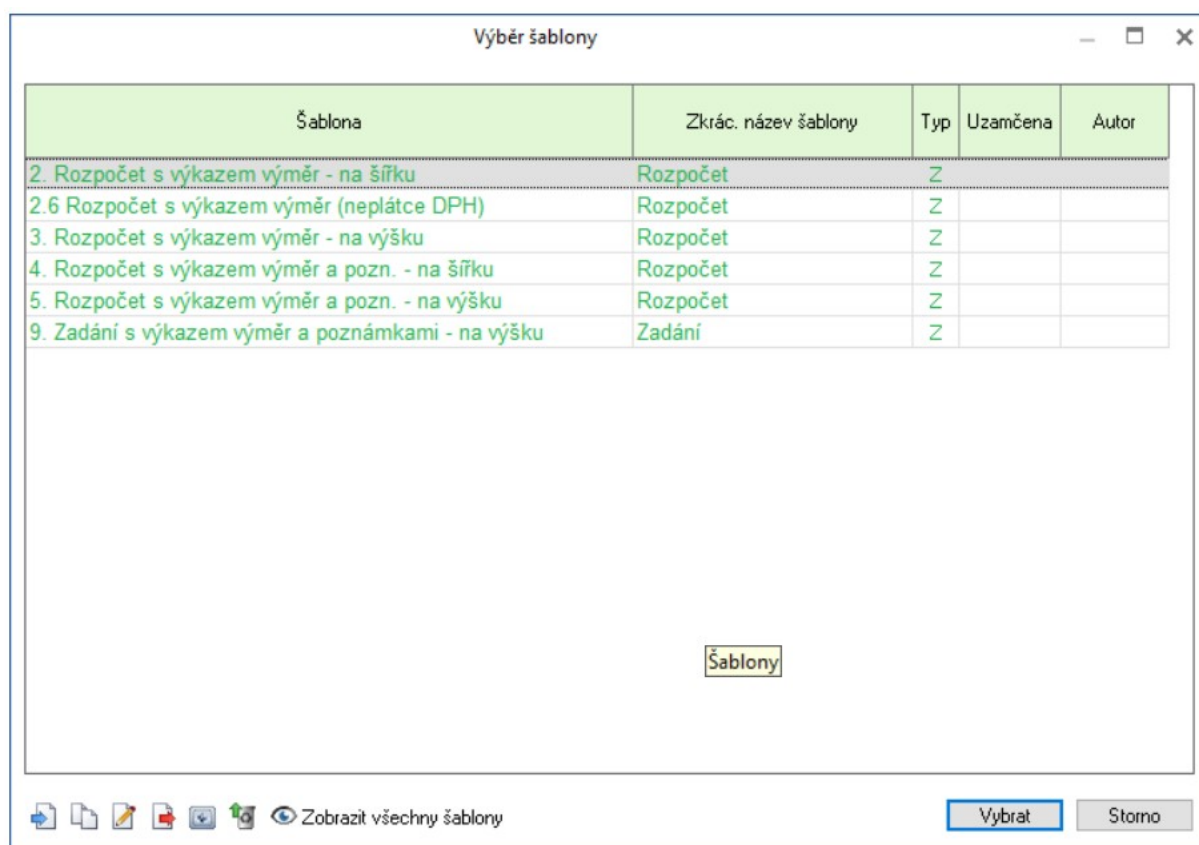 Výběr šablony
Šablona Zkrác. název šablony Typ Uzamčena Autor
2. Rozpočet s výkazem výměr - na šířku Rozpočet Z
2.6 Rozpočet s výkazem výměr (neplátce DPH) Rozpočet Z
3. Rozpočet s výkazem výměr - na výšku Rozpočet Z
4. Rozpočet s výkazem výměr a pozn. - na šířku Rozpočet Z
5. Rozpočet s výkazem výměr a pozn. - na výšku Rozpočet Z
9. Zadání s výkazem výměr a poznámkami - na výšku Zadání Z
Šablony
Zobrazit všechny šablony Vybrat Storno